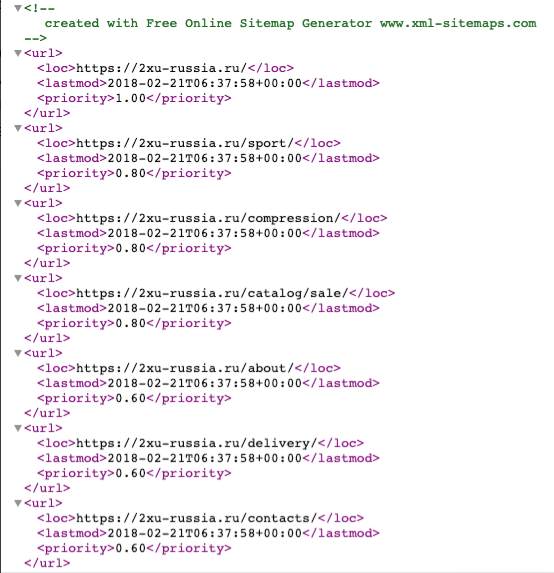 <!--
created with Free Online Sitemap Generator www.xml-sitemaps.com
-->
<url>
<loc>https://2xu-russia.ru/</loc>
<lastmod>2018-02-21T06:37:58+00:00</lastmod>
<priority>1.00</priority>
</url>
<url>
<loc>https://2xu-russia.ru/sport/</loc>
<lastmod>2018-02-21T06:37:58+00:00</lastmod>
<priority>0.80</priority>
</url>
<url>
<loc>https://2xu-russia.ru/compression/</loc>
<lastmod>2018-02-21T06:37:58+00:00</lastmod>
<priority>0.80</priority>
</url>
<url>
<loc>https://2xu-russia.ru/catalog/sale/</loc>
<lastmod>2018-02-21T06:37:58+00:00</lastmod>
<priority>0.80</priority>
</url>
<url>
<loc>https://2xu-russia.ru/about/</loc>
<lastmod>2018-02-21T06:37:58+00:00</lastmod>
<priority>0.60</priority>
</url>
<url>
<loc>https://2xu-russia.ru/delivery/</loc>
<lastmod>2018-02-21T06:37:58+00:00</lastmod>
<priority>0.60</priority>
</url>
<url>
<loc>https://2xu-russia.ru/contacts/</loc>
<lastmod>2018-02-21T06:37:58+00:00</lastmod>
<priority>0.60</priority>
</url>